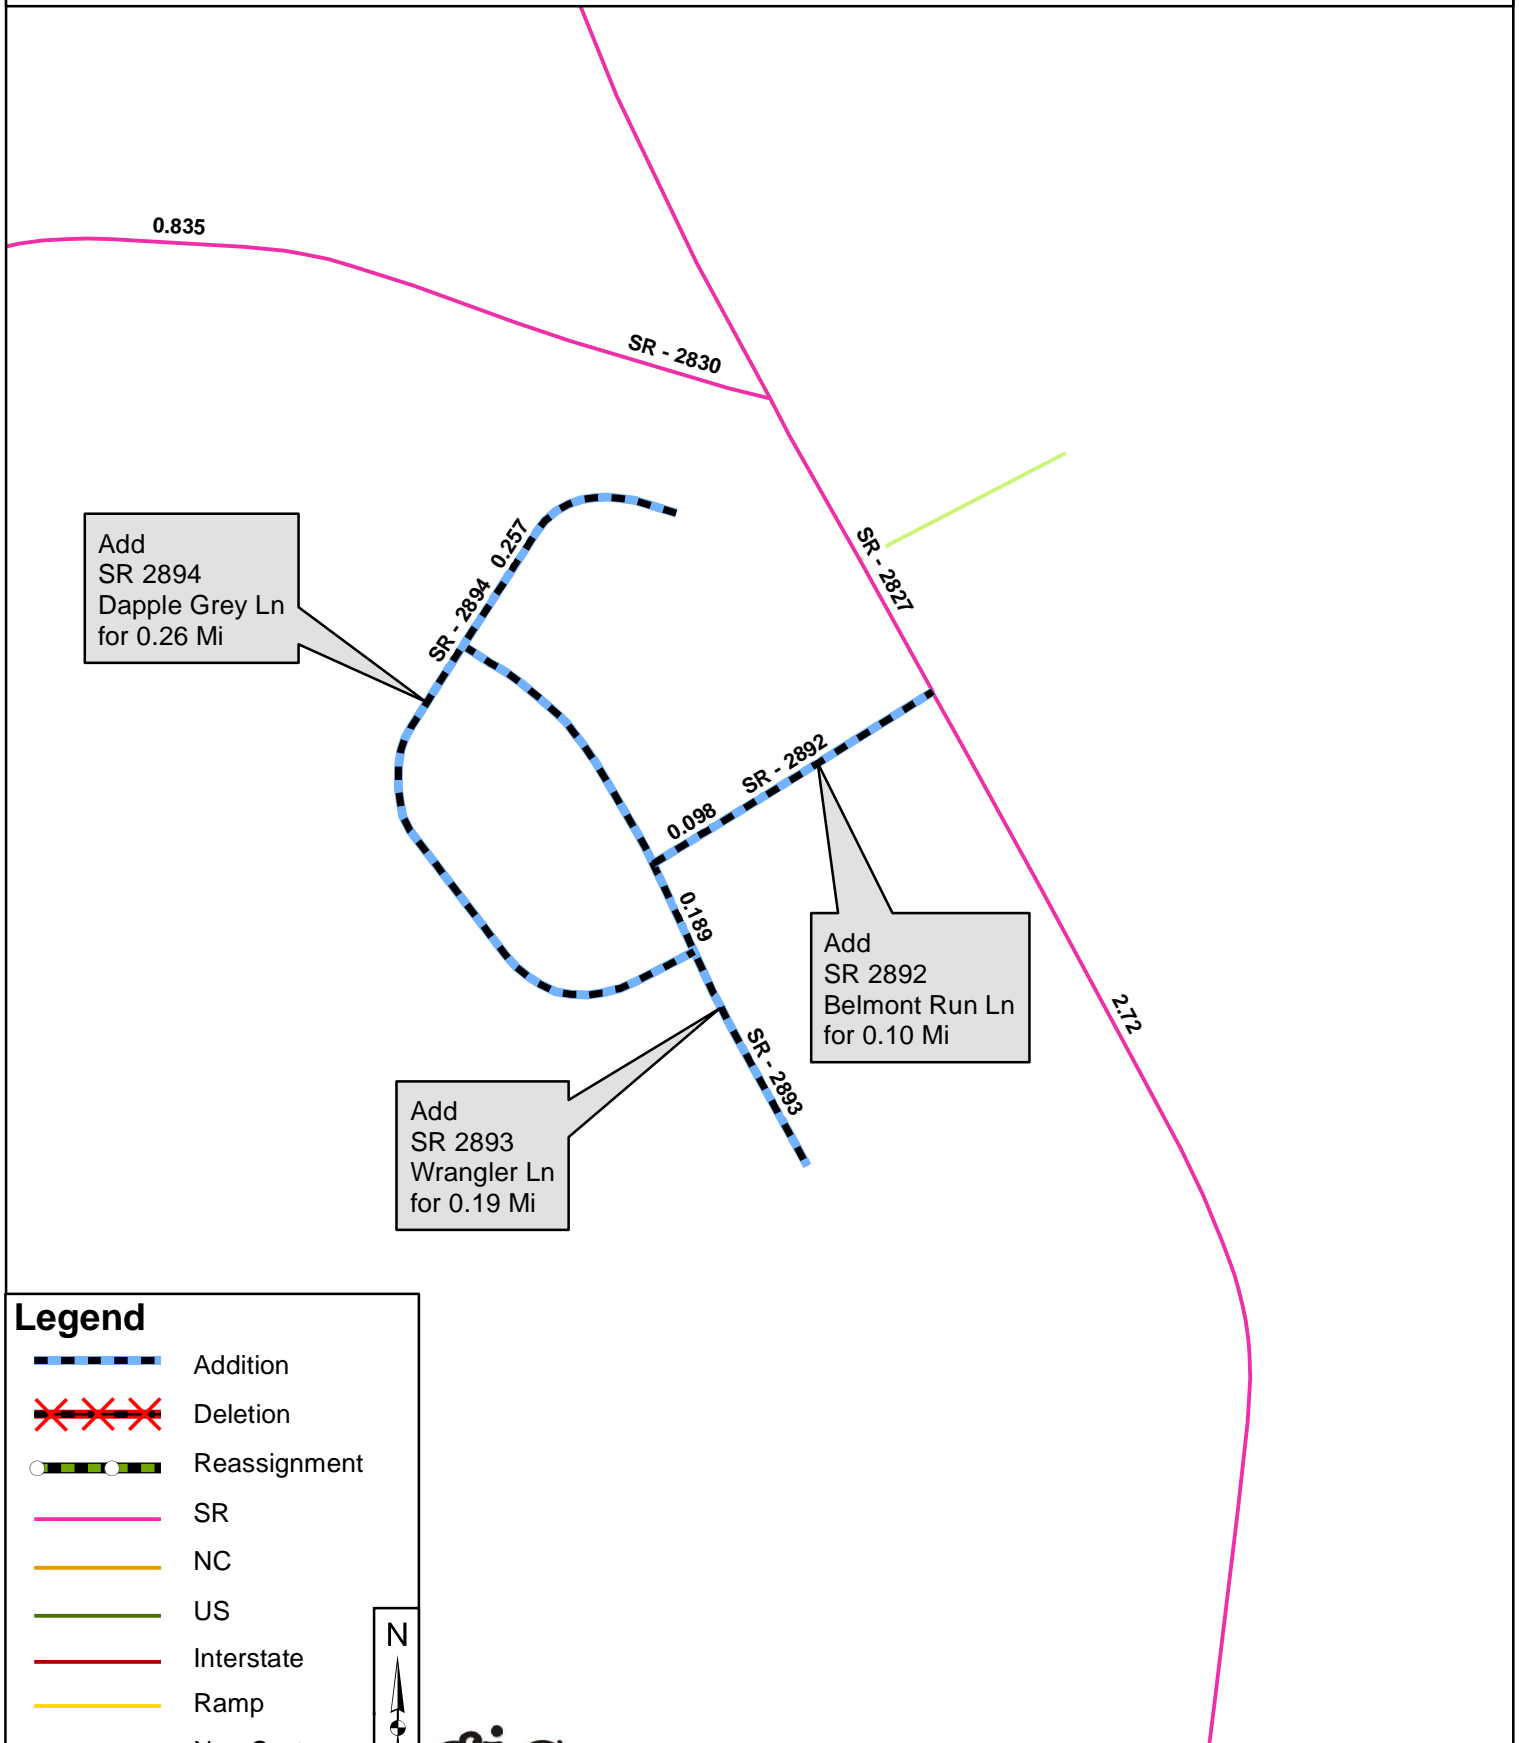 0.835
SR - 2830
SR - 2827
0.257
SR - 2894
Add
SR 2894
Dapple Grey Ln
for 0.26 Mi
SR - 2892
0.098
0.189
Add
SR 2892
Belmont Run Ln
for 0.10 Mi
2.72
SR - 2893
Add
SR 2893
Wrangler Ln
for 0.19 Mi
Legend
Addition
Deletion
Reassignment
SR
NC
US
Interstate
Ramp
N